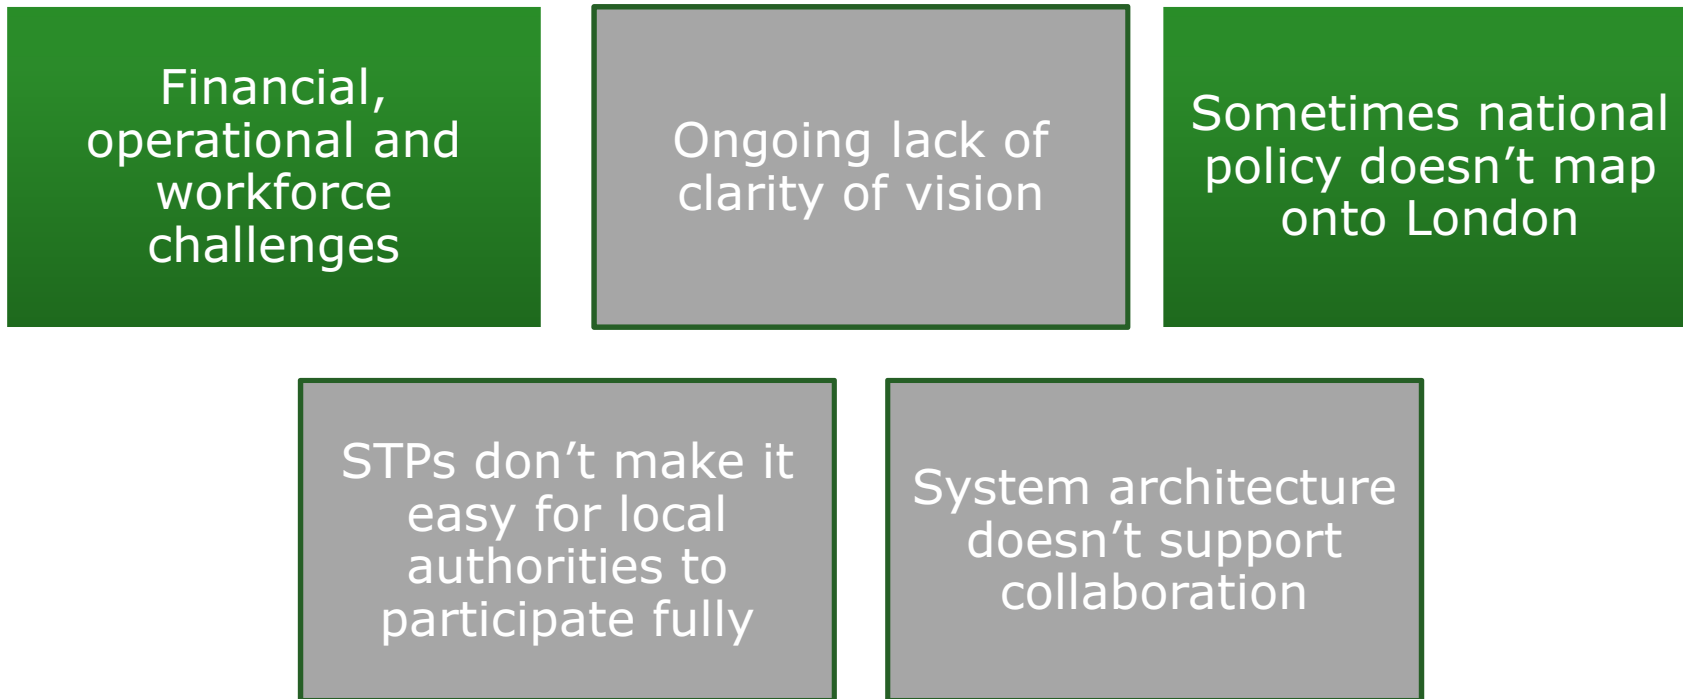 Financial,
operational and
workforce
challenges
Ongoing lack of
clarity of vision
Sometimes national
policy doesn’t map
onto London
STPs don’t make it
easy for local
authorities to
participate fully
System architecture
doesn’t support
collaboration